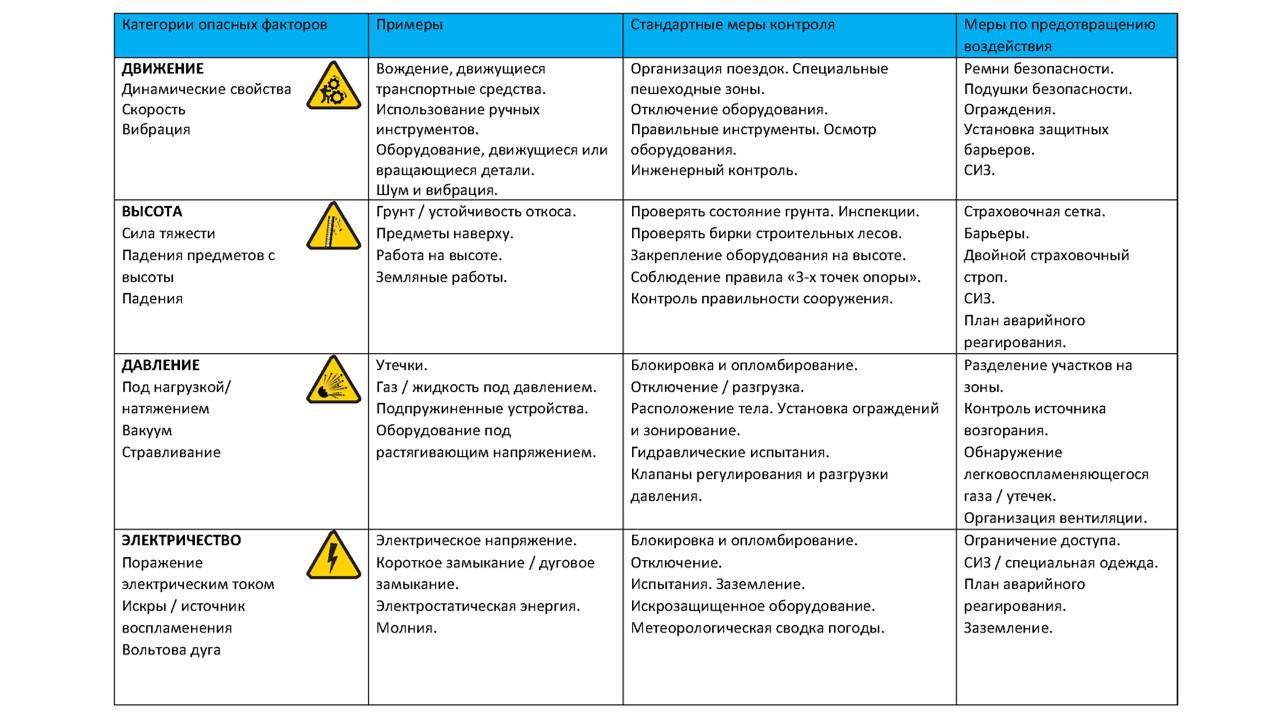 Категории опасных факторов
Примеры
Стандартные меры контроля
Меры по предотвращению
воздействия
ДВИЖЕНИЕ
Динамические свойства
Скорость
Вибрация
Вождение, движущиеся
транспортные средства.
Использование ручных
инструментов.
Оборудование, движущиеся или
вращающиеся детали.
Шум и вибрация.
Организация поездок. Специальные
пешеходные зоны.
Отключение оборудования.
Правильные инструменты. Осмотр
оборудования.
Инженерный контроль.
Ремни безопасности.
Подушки безопасности.
Ограждения.
Установка защитных
барьеров.
СИЗ.
ВЫСОТА
Сила тяжести
Падения предметов с
высоты
Падения
Грунт / устойчивость откоса.
Предметы наверху.
Работа на высоте.
Земляные работы.
Проверять состояние грунта. Инспекции.
Проверять бирки строительных лесов.
Закрепление оборудования на высоте.
Соблюдение правила «3-х точек опоры».
Контроль правильности сооружения.
Страховочная сетка.
Барьеры.
Двойной страховочный
строп.
СИЗ.
План аварийного
реагирования.
ДАВЛЕНИЕ
Под нагрузкой/
натяжением
Вакуум
Стравливание
Утечки.
Газ / жидкость под давлением.
Подпружиненные устройства.
Оборудование под
растягивающим напряжением.
Блокировка и опломбирование.
Отключение / разгрузка.
Расположение тела. Установка ограждений
и зонирование.
Гидравлические испытания.
Клапаны регулирования и разгрузки
давления.
Разделение участков на
зоны.
Контроль источника
возгорания.
Обнаружение
легковоспламеняющегося
газа / утечек.
Организация вентиляции.
ЭЛЕКТРИЧЕСТВО
Поражение
электрическим током
Искры / источник
воспламенения
Вольтова дуга
Электрическое напряжение.
Короткое замыкание / дуговое
замыкание.
Электростатическая энергия.
Молния.
Блокировка и опломбирование.
Отключение.
Испытания. Заземление.
Искрозащищенное оборудование.
Метеорологическая сводка погоды.
Ограничение доступа.
СИЗ / специальная одежда.
План аварийного
реагирования.
Заземление.